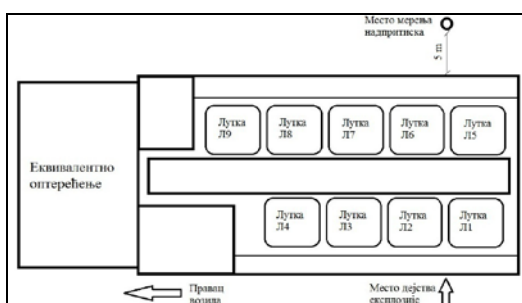 Место мерења
надпритиска
5 m
Лутка
Л9
Лутка
Л8
Лутка
Л7
Лутка
Л6
Лутка
Л5
Еквивалентно
оптерећење
Лутка
Л4
Лутка
Л3
Лутка
Л2
Лутка
Л1
Правац
возила
Место дејства
експлозије